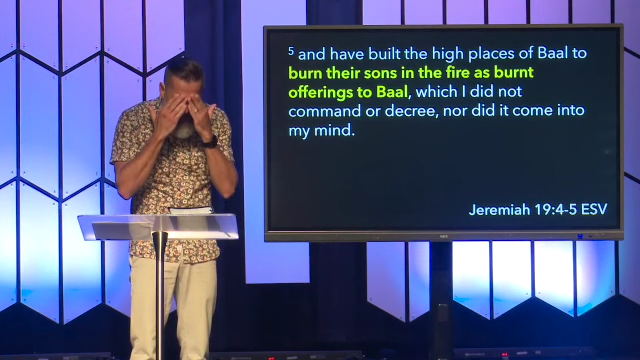 5 and have built the high places of Baal to
burn their sons in the fire as burnt
offerings to Baal, which I did not
command or decree, nor did it come into
my mind.
Jeremiah 19:4-5 ESV
NEC